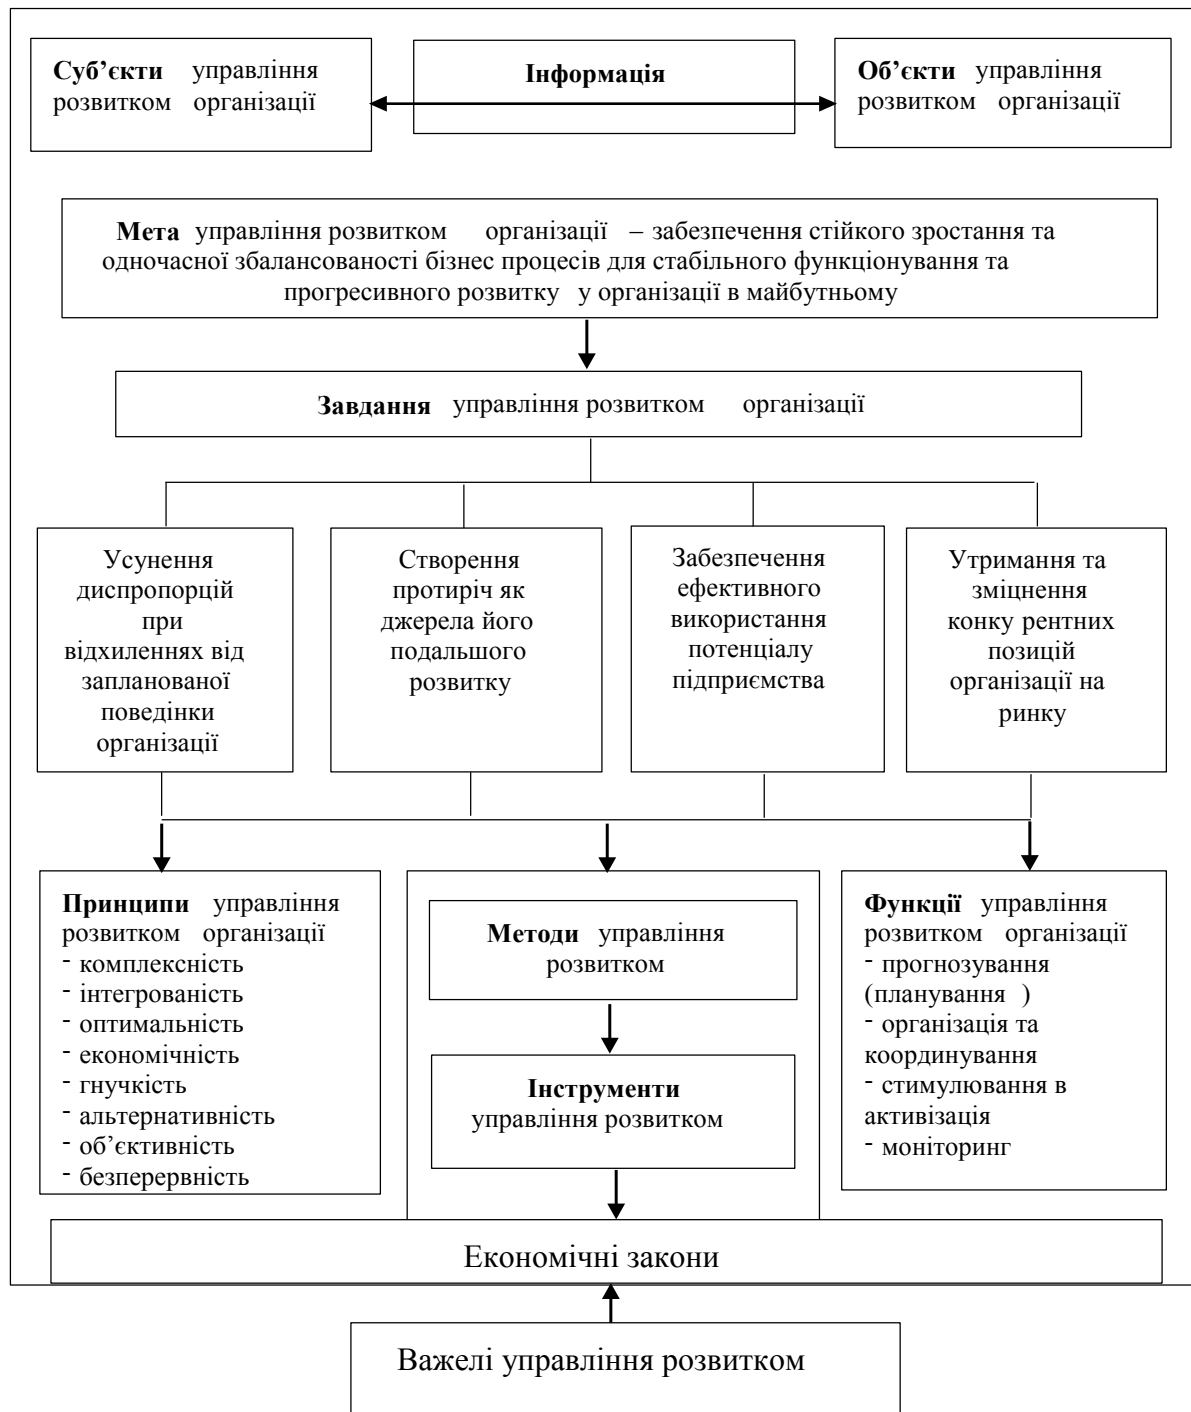 Суб’єкти управління
розвитком організації
Інформація
Об’єкти управління
розвитком організації
Мета управління розвитком організації – забезпечення стійкого зростання та
одночасної збалансованості бізнес процесів для стабільного функціонування та
прогресивного розвитку у організації в майбутньому
Завдання управління розвитком організації
Усунення
диспропорцій
при
відхиленнях від
запланованої
поведінки
організації
Створення
протиріч як
джерела його
подальшого
розвитку
Забезпечення
ефективного
використання
потенціалу
підприємства
Утримання та
зміцнення
конку рентних
позицій
організації на
ринку
Принципи управління
розвитком організації
- комплексність
- інтегрованість
- оптимальність
- економічність
- гнучкість
- альтернативність
- об’єктивність
- безперервність
Методи управління
розвитком
Інструменти
управління розвитком
Функції управління
розвитком організації
- прогнозування
(планування )
- організація та
координування
- стимулювання в
активізація
- моніторинг
Економічні закони
Важелі управління розвитком